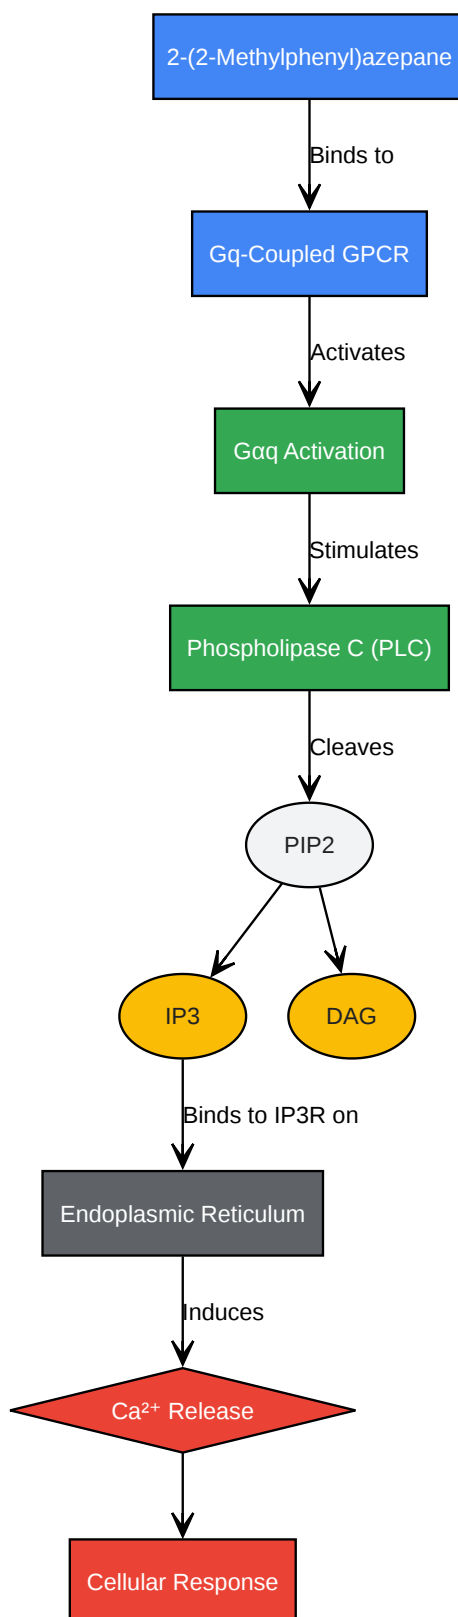 2-(2-Methylphenyl)azepane
Binds to
Gq-Coupled GPCR
Activates
Gαq Activation
Stimulates
Phospholipase C (PLC)
Cleaves
PIP2
IP3
DAG
Binds to IP3R on
Endoplasmic Reticulum
Induces
Ca²⁺ Release
Cellular Response